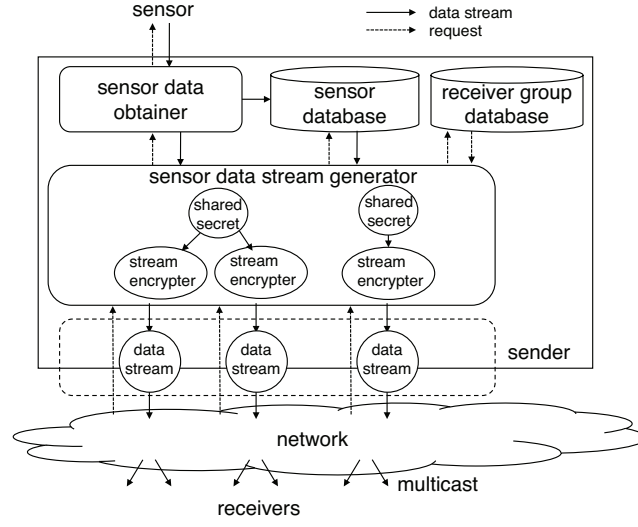 sensor
data stream
request
sensor data
obtainer
sensor
database
receiver group
database
sensor data stream generator
shared
secret
shared
secret
stream
encrypter
stream
encrypter
stream
encrypter
data
stream
data
stream
data
stream
sender
network
multicast
receivers